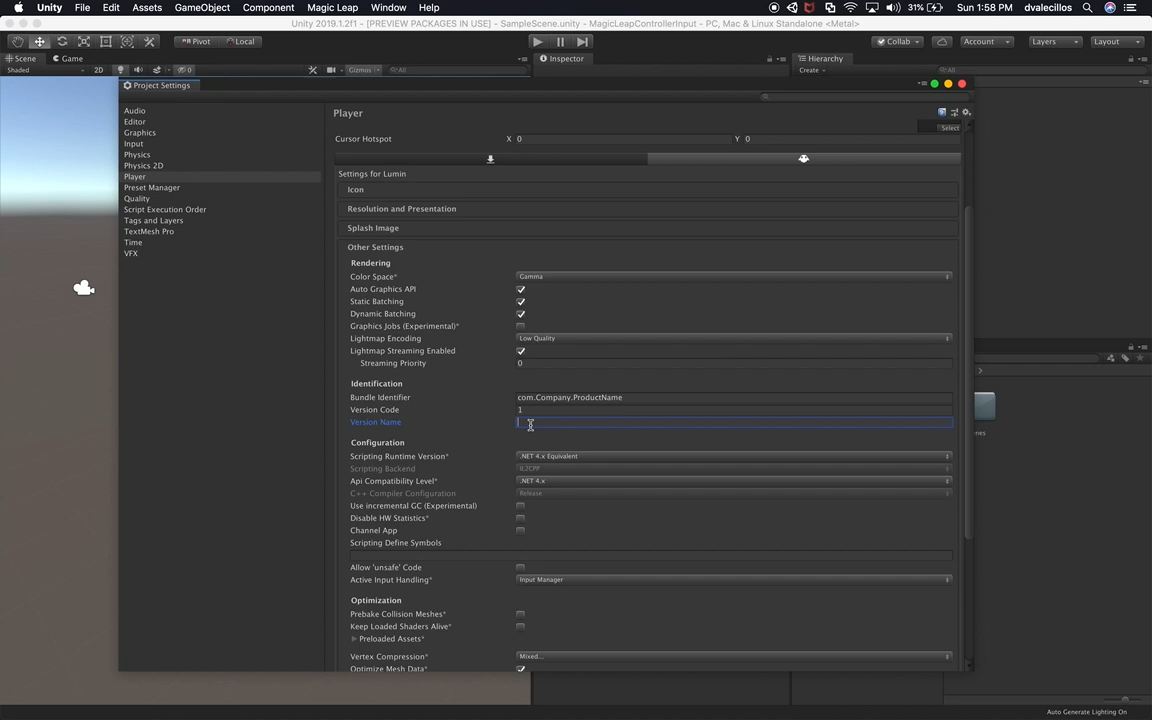 Unity File Edit Assets GameObject Component Magic Leap Window Help 31% Sun 1:58 PM dvalecillos
Unity 2019.1.2f1 - [PREVIEW PACKAGES IN USE] - SampleScene.unity - MagicLeapControllerInput - PC, Mac & Linux Standalone <Metal>
Pivot Local Collab Account Layers Layout
Scene Game Inspector Hierarchy
Shaded 2D 0 Gizmos All Create All
Project Settings
Audio
Editor
Graphics
Input
Physics
Physics 2D
Player
Preset Manager
Quality
Script Execution Order
Tags and Layers
TextMesh Pro
Time
VFX
Player
Select
Cursor Hotspot X 0 Y 0
Settings for Lumin
Icon
Resolution and Presentation
Splash Image
Other Settings
Rendering
Color Space* Gamma
Auto Graphics API
Static Batching
Dynamic Batching
Graphics Jobs (Experimental)*
Lightmap Encoding Low Quality
Lightmap Streaming Enabled
Streaming Priority 0
Identification
Bundle Identifier com.Company.ProductName
Version Code 1
Version Name
Configuration
Scripting Runtime Version* .NET 4.x Equivalent
Scripting Backend IL2CPP
Api Compatibility Level* .NET 4.x
C++ Compiler Configuration Release
Use incremental GC (Experimental)
Disable HW Statistics*
Channel App
Scripting Define Symbols
Allow 'unsafe' Code
Active Input Handling* Input Manager
Optimization
Prebake Collision Meshes*
Keep Loaded Shaders Alive*
Preloaded Assets*
Vertex Compression* Mixed...
Optimize Mesh Data*
Auto Generate Lighting On